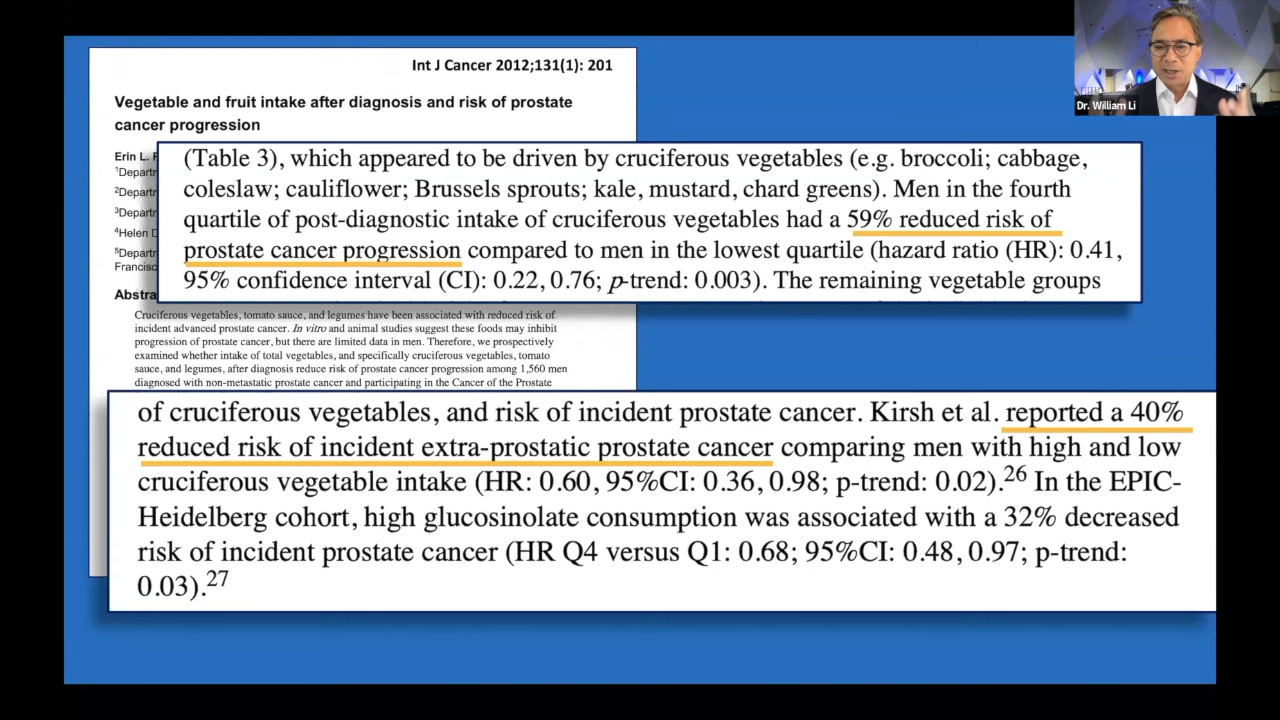 Int J Cancer 2012;131(1): 201
Dr. William Li
Vegetable and fruit intake after diagnosis and risk of prostate
cancer progression
Erin L.
¹Departr
²Departr
³Departr
⁴Helen D
⁵Departr
Francisc
(Table 3), which appeared to be driven by cruciferous vegetables (e.g. broccoli; cabbage,
coleslaw; cauliflower; Brussels sprouts; kale, mustard, chard greens). Men in the fourth
quartile of post-diagnostic intake of cruciferous vegetables had a 59% reduced risk of
prostate cancer progression compared to men in the lowest quartile (hazard ratio (HR): 0.41,
95% confidence interval (CI): 0.22, 0.76; p-trend: 0.003). The remaining vegetable groups
Abstra
Cruciferous vegetables, tomato sauce, and legumes have been associated with reduced risk of
incident advanced prostate cancer. In vitro and animal studies suggest these foods may inhibit
progression of prostate cancer, but there are limited data in men. Therefore, we prospectively
examined whether intake of total vegetables, and specifically cruciferous vegetables, tomato
sauce, and legumes, after diagnosis reduce risk of prostate cancer progression among 1,560 men
diagnosed with non-metastatic prostate cancer and participating in the Cancer of the Prostate
of cruciferous vegetables, and risk of incident prostate cancer. Kirsh et al. reported a 40%
reduced risk of incident extra-prostatic prostate cancer comparing men with high and low
cruciferous vegetable intake (HR: 0.60, 95%CI: 0.36, 0.98; p-trend: 0.02).²⁶ In the EPIC-
Heidelberg cohort, high glucosinolate consumption was associated with a 32% decreased
risk of incident prostate cancer (HR Q4 versus Q1: 0.68; 95%CI: 0.48, 0.97; p-trend:
0.03).²⁷